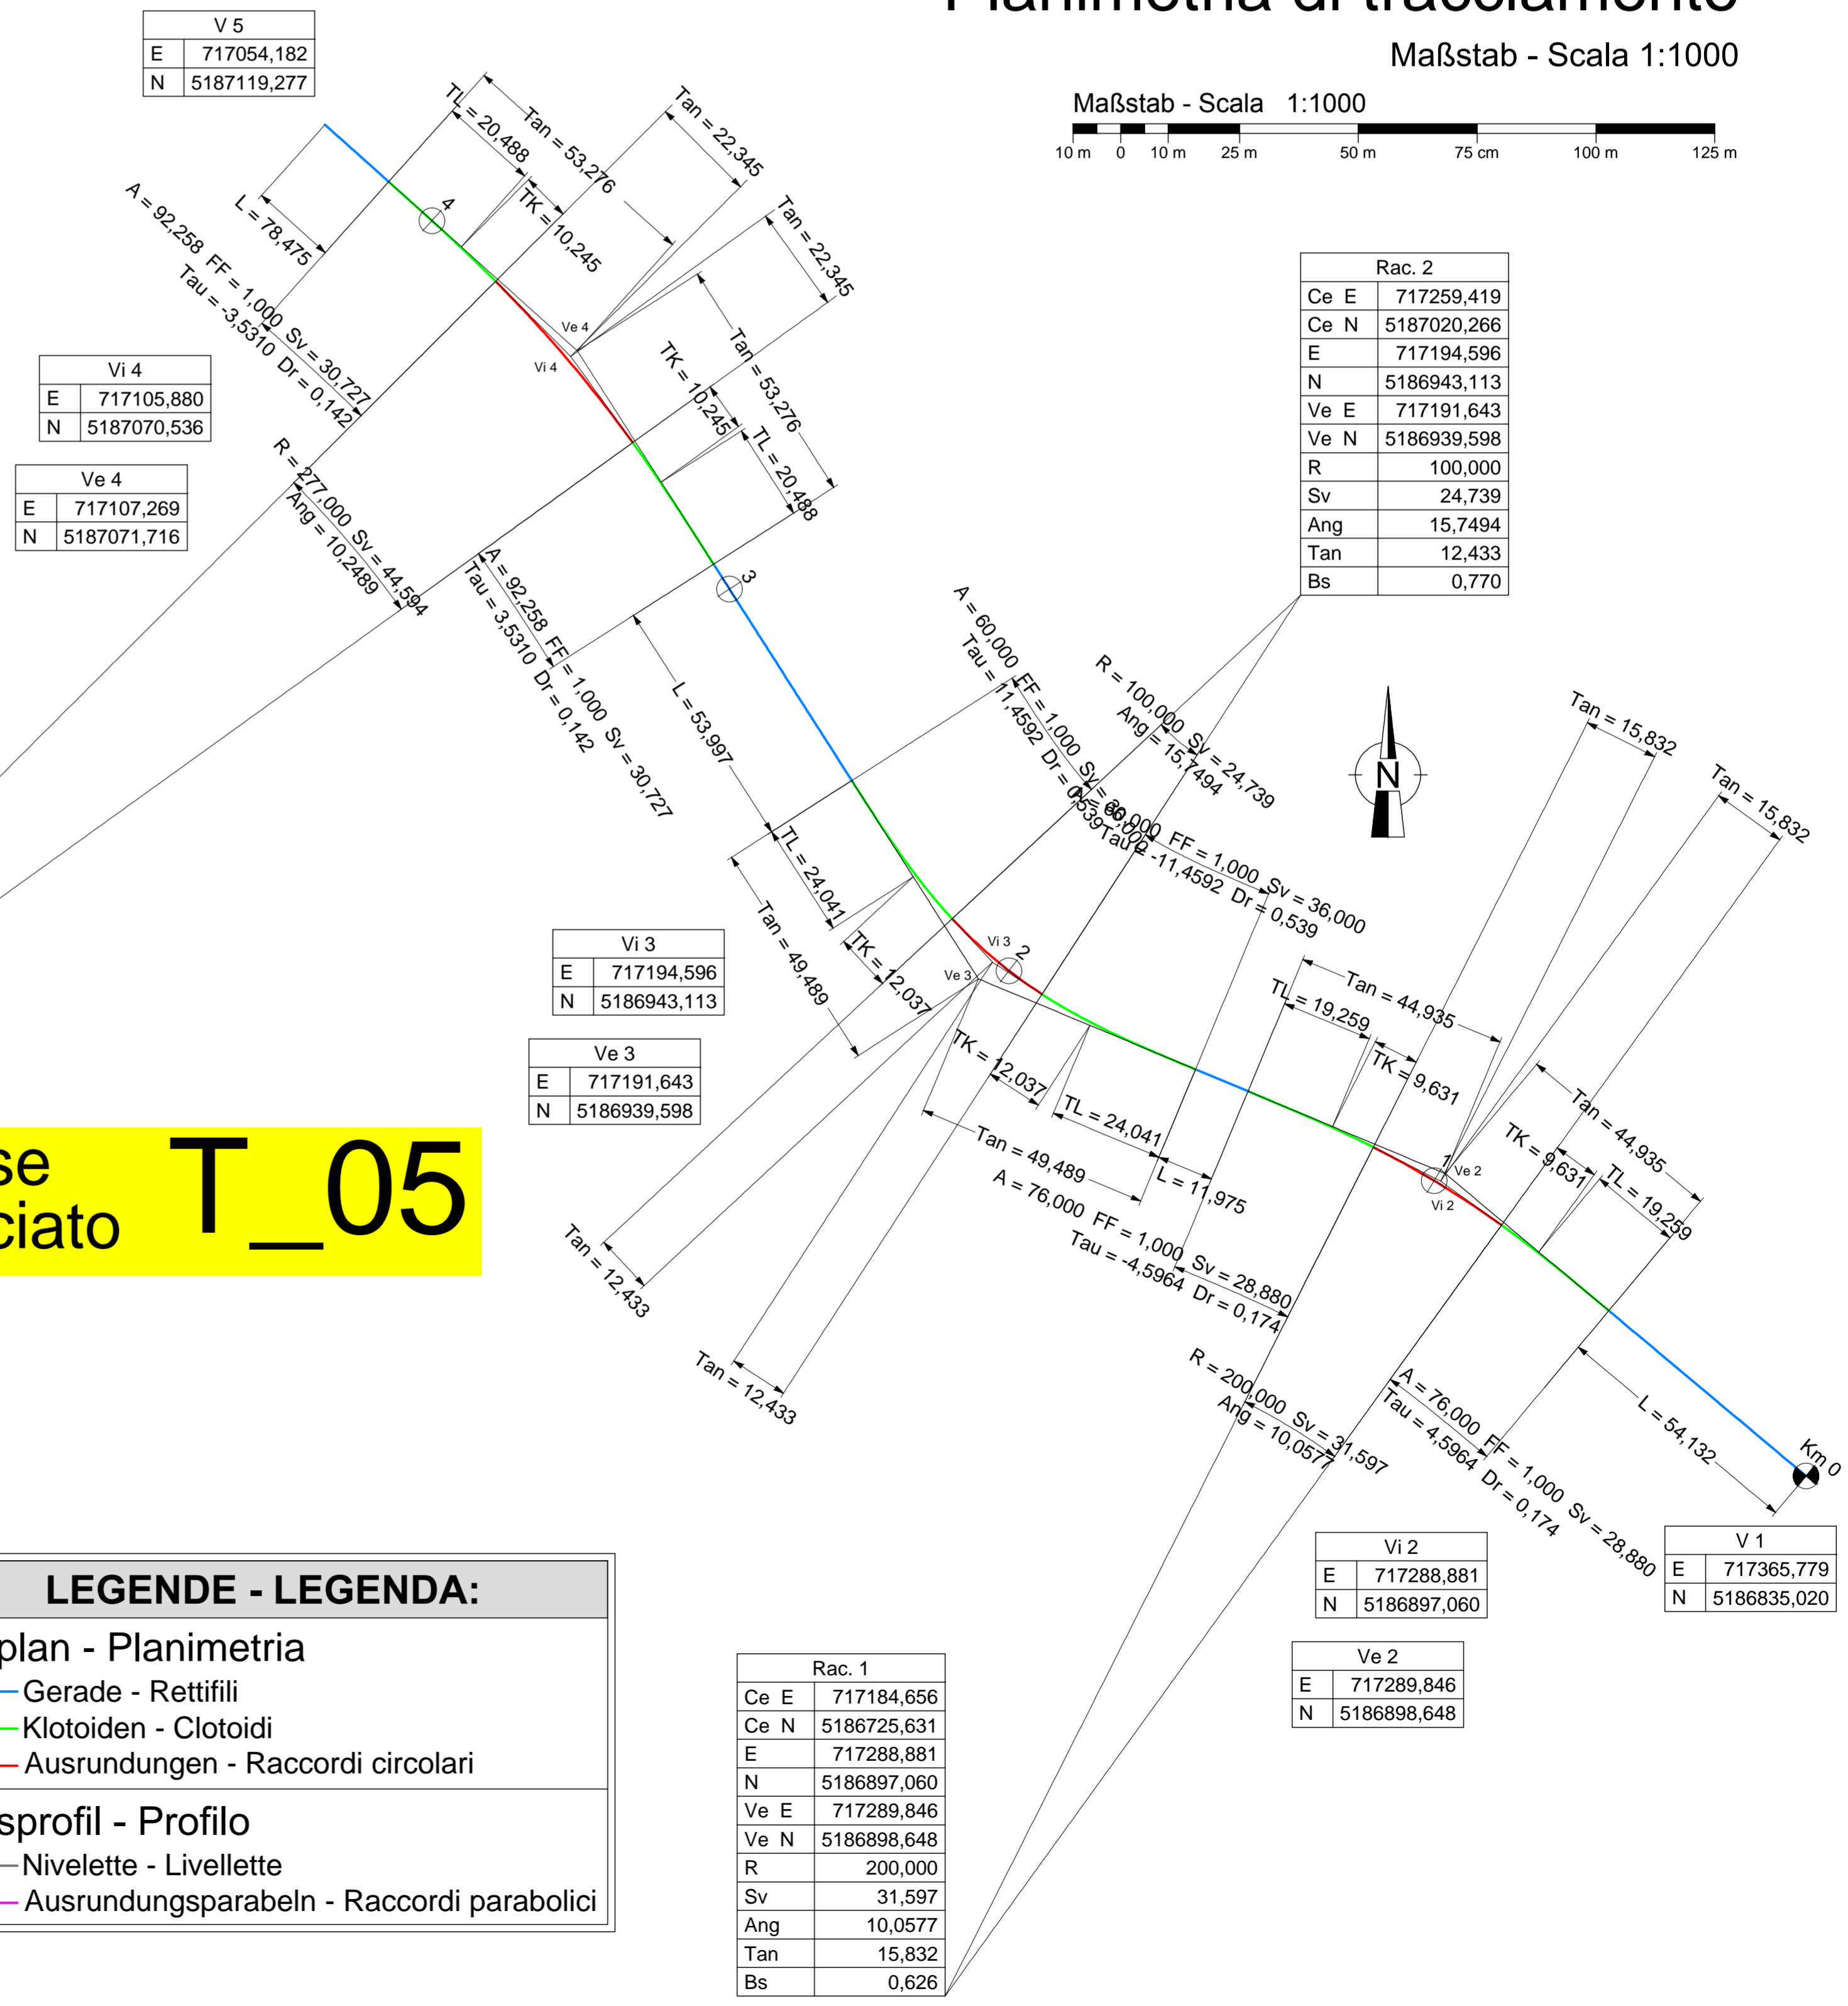 Planimetria di tracciamento
Maßstab - Scala 1:1000
Maßstab - Scala 1:1000
10 m 0 10 m 25 m 50 m 75 cm 100 m 125 m
V 5
E 717054,182
N 5187119,277
TL = 20,488
Tan = 53,276
Tan = 22,345
Tan = 22,345
TK = 10,245
4
L = 78,475
A = 92,258 FF = 1,000 Sv = 30,727
Tau = -3,5310 Dr = 0,142
Ve 4
Vi 4
Tan = 53,276
TK = 10,245
TL = 20,488
Vi 4
E 717105,880
N 5187070,536
Ve 4
E 717107,269
N 5187071,716
R = 277,000 Sv = 44,594
Ang = 10,2489
3
A = 92,258 FF = 1,000 Sv = 30,727
Tau = 3,5310 Dr = 0,142
L = 53,997
Rac. 2
Ce E 717259,419
Ce N 5187020,266
E 717194,596
N 5186943,113
Ve E 717191,643
Ve N 5186939,598
R 100,000
Sv 24,739
Ang 15,7494
Tan 12,433
Bs 0,770
A = 60,000 FF = 1,000 Sv = 36,000
Tau = 11,4592 Dr = 0,539
R = 100,000 Sv = 24,739
Ang = 15,7494
A = 60,000 FF = 1,000 Sv = 36,000
Tau = -11,4592 Dr = 0,539
N
Tan = 15,832
Tan = 15,832
TL = 24,041
Tan = 49,489
TK = 12,037
Vi 3
2
Ve 3
Vi 3
E 717194,596
N 5186943,113
Ve 3
E 717191,643
N 5186939,598
TK = 12,037
TL = 24,041
Tan = 49,489
L = 11,975
Tan = 44,935
TL = 19,259
TK = 9,631
1
Ve 2
Vi 2
Tan = 44,935
TK = 9,631
TL = 19,259
se
ciato
T_05
Tan = 12,433
Tan = 12,433
A = 76,000 FF = 1,000 Sv = 28,880
Tau = -4,5964 Dr = 0,174
R = 200,000 Sv = 31,597
Ang = 10,0577
A = 76,000 FF = 1,000 Sv = 28,880
Tau = 4,5964 Dr = 0,174
L = 54,132
Km 0
Vi 2
E 717288,881
N 5186897,060
V 1
E 717365,779
N 5186835,020
Ve 2
E 717289,846
N 5186898,648
LEGENDE - LEGENDA:
plan - Planimetria
Gerade - Rettifili
Klotoiden - Clotoidi
Ausrundungen - Raccordi circolari
sprofil - Profilo
Nivelette - Livellette
Ausrundungsparabeln - Raccordi parabolici
Rac. 1
Ce E 717184,656
Ce N 5186725,631
E 717288,881
N 5186897,060
Ve E 717289,846
Ve N 5186898,648
R 200,000
Sv 31,597
Ang 10,0577
Tan 15,832
Bs 0,626